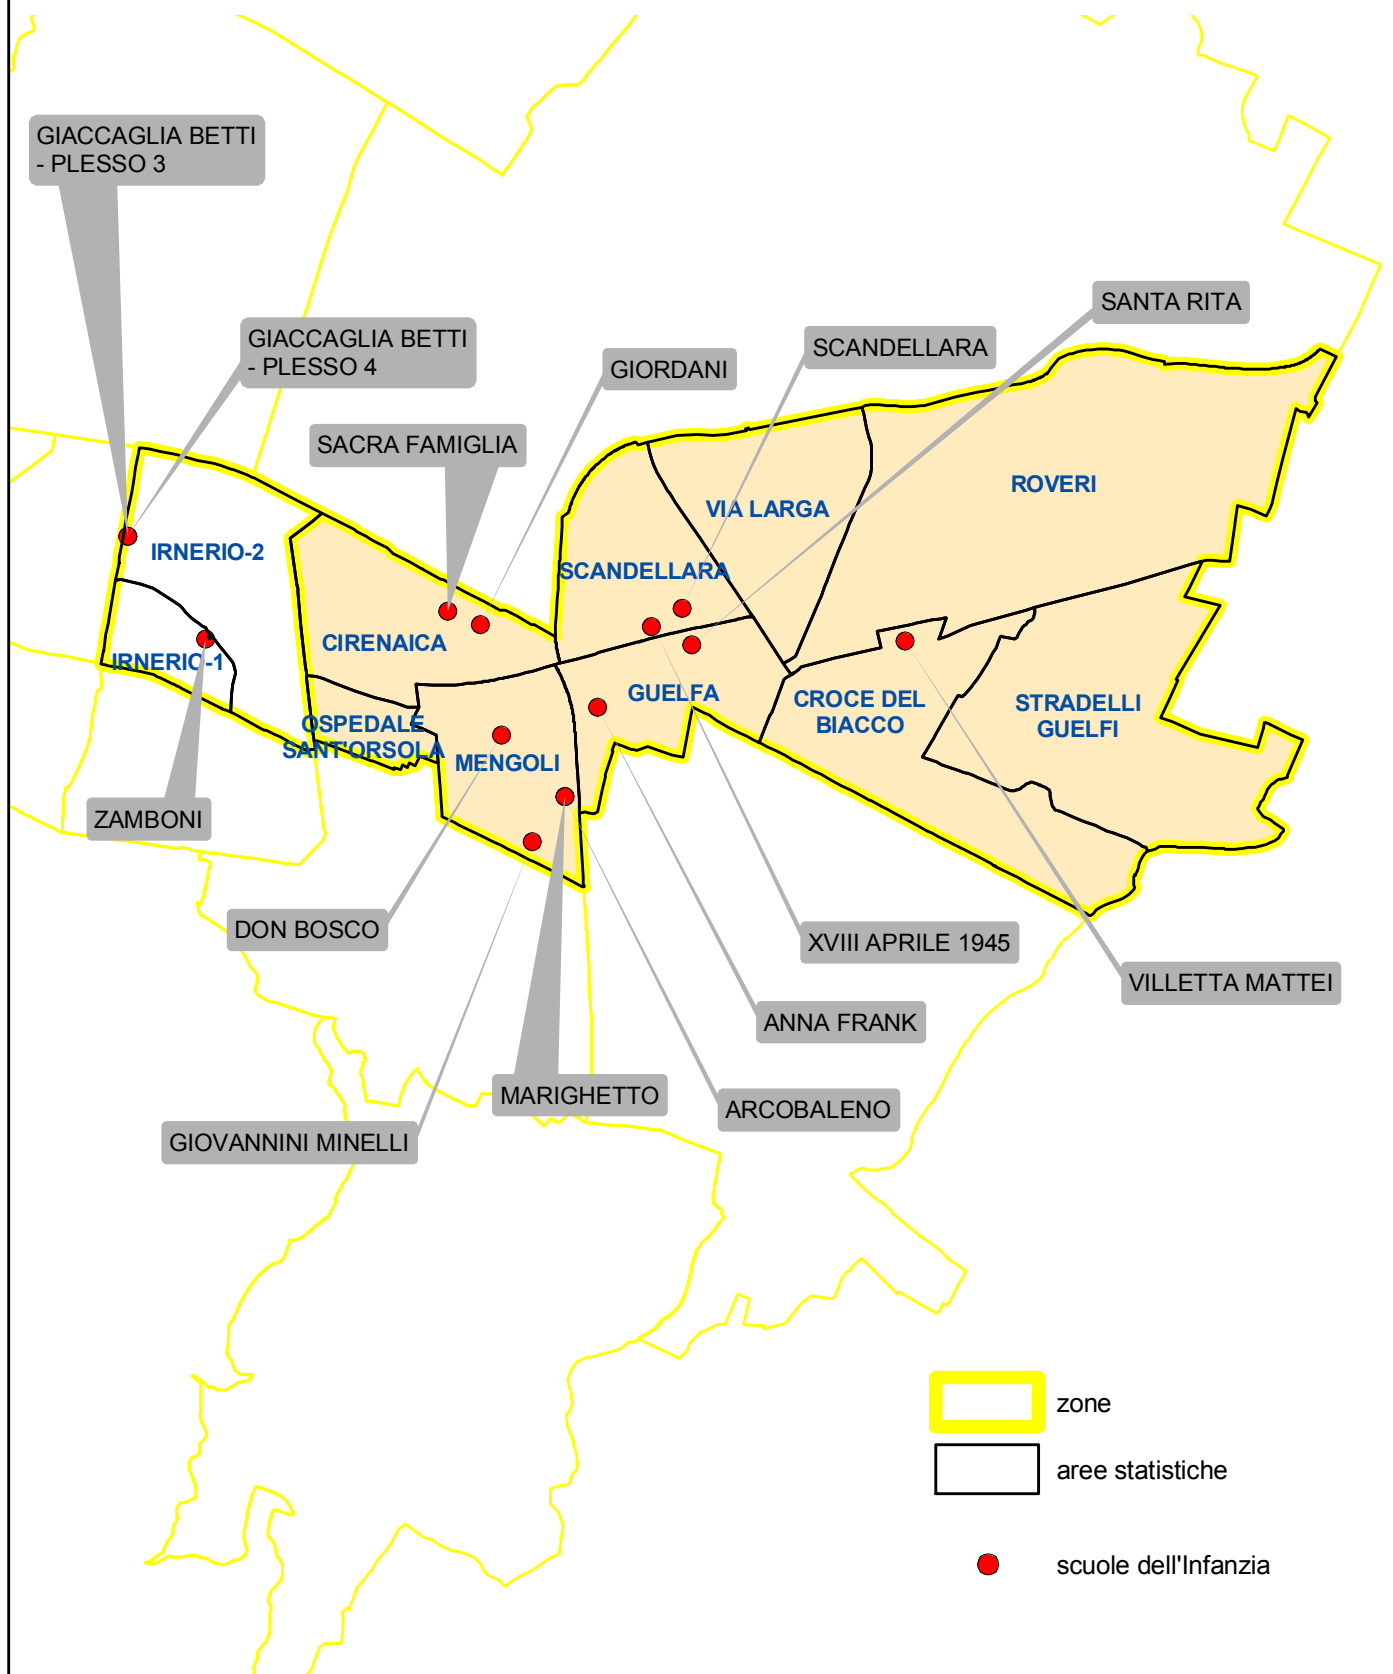 GIACCAGLIA BETTI
- PLESSO 3
SANTA RITA
GIACCAGLIA BETTI
- PLESSO 4
SCANDELLARA
GIORDANI
SACRA FAMIGLIA
ROVERI
VIA LARGA
IRNERIO-2
SCANDELLARA
CIRENAICA
IRNERIO-1
GUELFA
CROCE DEL
BIACCO
STRADELLI
GUELFI
OSPEDALE
SANT'ORSOLA
MENGOLI
ZAMBONI
DON BOSCO
XVIII APRILE 1945
VILLETTA MATTEI
ANNA FRANK
MARIGHETTO
ARCOBALENO
GIOVANNINI MINELLI
zone
aree statistiche
scuole dell'Infanzia